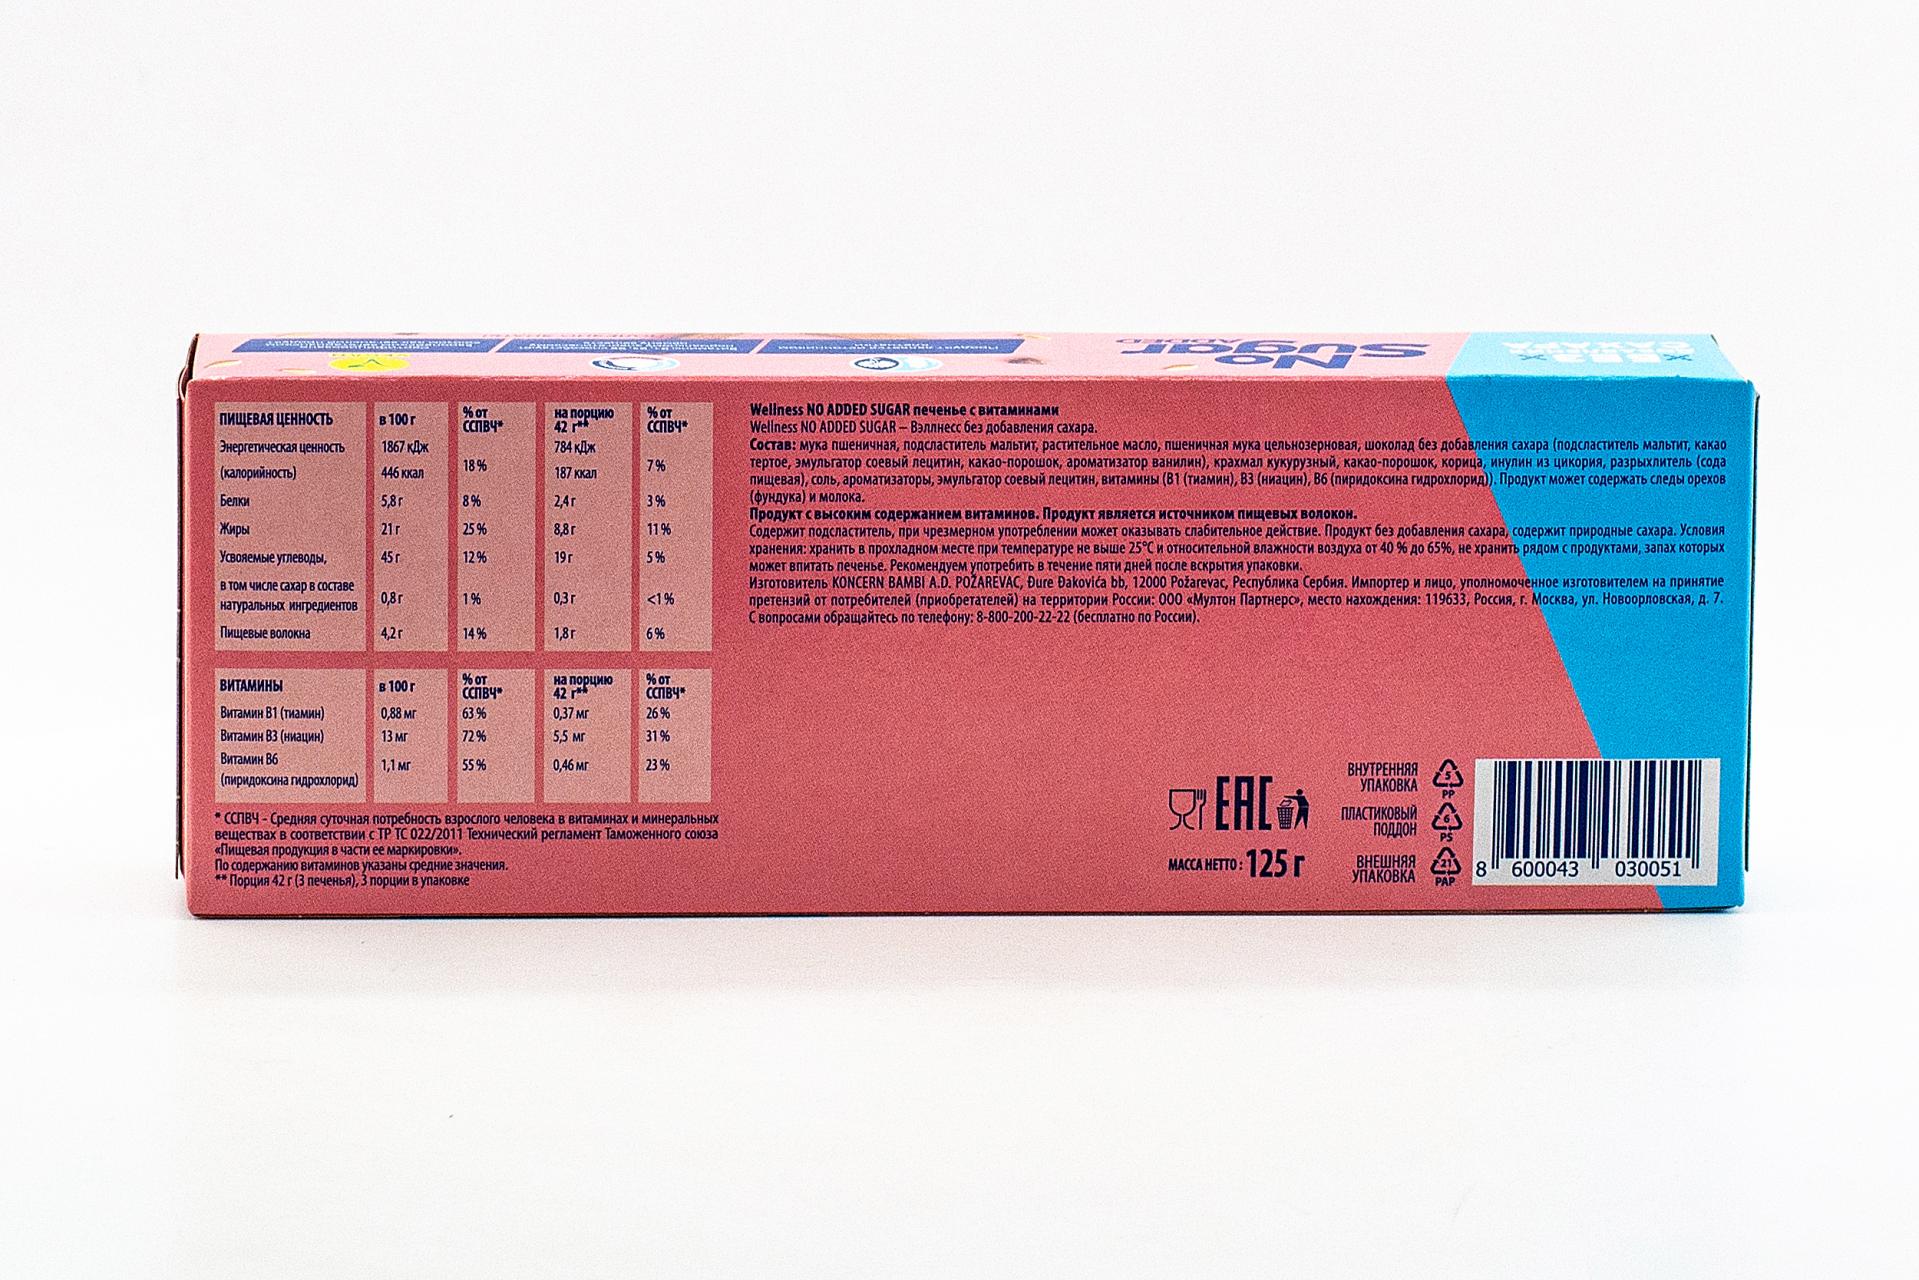 No
Sugar
ADDED
БЕЗ
САХАРА
ПИЩЕВАЯ ЦЕННОСТЬ в 100 г % от ССПВЧ* на порцию 42 г** % от ССПВЧ*
Энергетическая ценность 1867 кДж 784 кДж
(калорийность) 446 ккал 18 % 187 ккал 7 %
Белки 5,8 г 8 % 2,4 г 3 %
Жиры 21 г 25 % 8,8 г 11 %
Усвояемые углеводы, 45 г 12 % 19 г 5 %
в том числе сахар в составе
натуральных ингредиентов 0,8 г 1 % 0,3 г <1 %
Пищевые волокна 4,2 г 14 % 1,8 г 6 %
ВИТАМИНЫ в 100 г % от ССПВЧ* на порцию 42 г** % от ССПВЧ*
Витамин В1 (тиамин) 0,88 мг 63 % 0,37 мг 26 %
Витамин В3 (ниацин) 13 мг 72 % 5,5 мг 31 %
Витамин В6
(пиридоксина гидрохлорид) 1,1 мг 55 % 0,46 мг 23 %
* ССПВЧ - Средняя суточная потребность взрослого человека в витаминах и минеральных
веществах в соответствии с ТР ТС 022/2011 Технический регламент Таможенного союза
«Пищевая продукция в части ее маркировки».
По содержанию витаминов указаны средние значения.
** Порция 42 г (3 печенья), 3 порции в упаковке
Wellness NO ADDED SUGAR печенье с витаминами
Wellness NO ADDED SUGAR – Вэллнесс без добавления сахара.
Состав: мука пшеничная, подсластитель мальтит, растительное масло, пшеничная мука цельнозерновая, шоколад без добавления сахара (подсластитель мальтит, какао
тертое, эмульгатор соевый лецитин, какао-порошок, ароматизатор ванилин), крахмал кукурузный, какао-порошок, корица, инулин из цикория, разрыхлитель (сода
пищевая), соль, ароматизаторы, эмульгатор соевый лецитин, витамины (В1 (тиамин), В3 (ниацин), В6 (пиридоксина гидрохлорид)). Продукт может содержать следы орехов
(фундука) и молока.
Продукт с высоким содержанием витаминов. Продукт является источником пищевых волокон.
Содержит подсластитель, при чрезмерном употреблении может оказывать слабительное действие. Продукт без добавления сахара, содержит природные сахара. Условия
хранения: хранить в прохладном месте при температуре не выше 25°С и относительной влажности воздуха от 40 % до 65%, не хранить рядом с продуктами, запах которых
может впитать печенье. Рекомендуем употребить в течение пяти дней после вскрытия упаковки.
Изготовитель KONCERN BAMBI A.D. POŽAREVAC, Đure Đakovića bb, 12000 Požarevac, Республика Сербия. Импортер и лицо, уполномоченное изготовителем на принятие
претензий от потребителей (приобретателей) на территории России: ООО «Мултон Партнерс», место нахождения: 119633, Россия, г. Москва, ул. Новоорловская, д. 7.
С вопросами обращайтесь по телефону: 8-800-200-22-22 (бесплатно по России).
EAC
МАССА НЕТТО : 125 г
ВНУТРЕННЯЯ
УПАКОВКА
5
PP
ПЛАСТИКОВЫЙ
ПОДДОН
6
PS
ВНЕШНЯЯ
УПАКОВКА
21
PAP
8 600043 030051